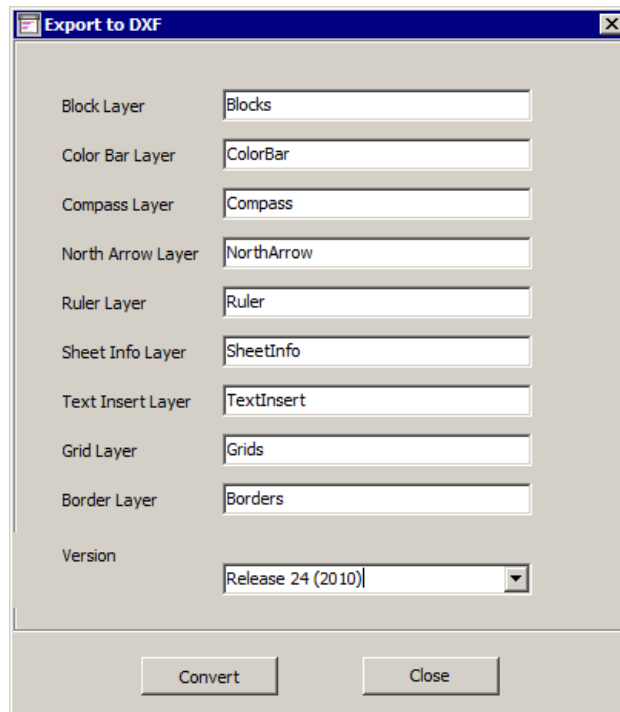 Export to DXF
Block Layer Blocks
Color Bar Layer ColorBar
Compass Layer Compass
North Arrow Layer NorthArrow
Ruler Layer Ruler
Sheet Info Layer SheetInfo
Text Insert Layer TextInsert
Grid Layer Grids
Border Layer Borders
Version
Release 24 (2010)
Convert Close